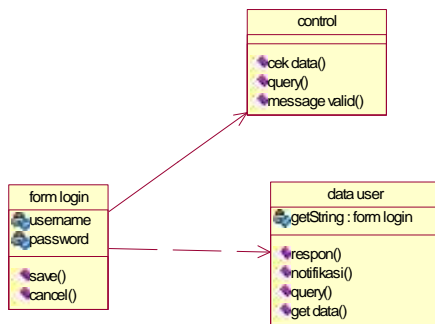 control
cek data()
query()
message valid()
form login
username
password
save()
cancel()
data user
getString : form login
respon()
notifikasi()
query()
get data()